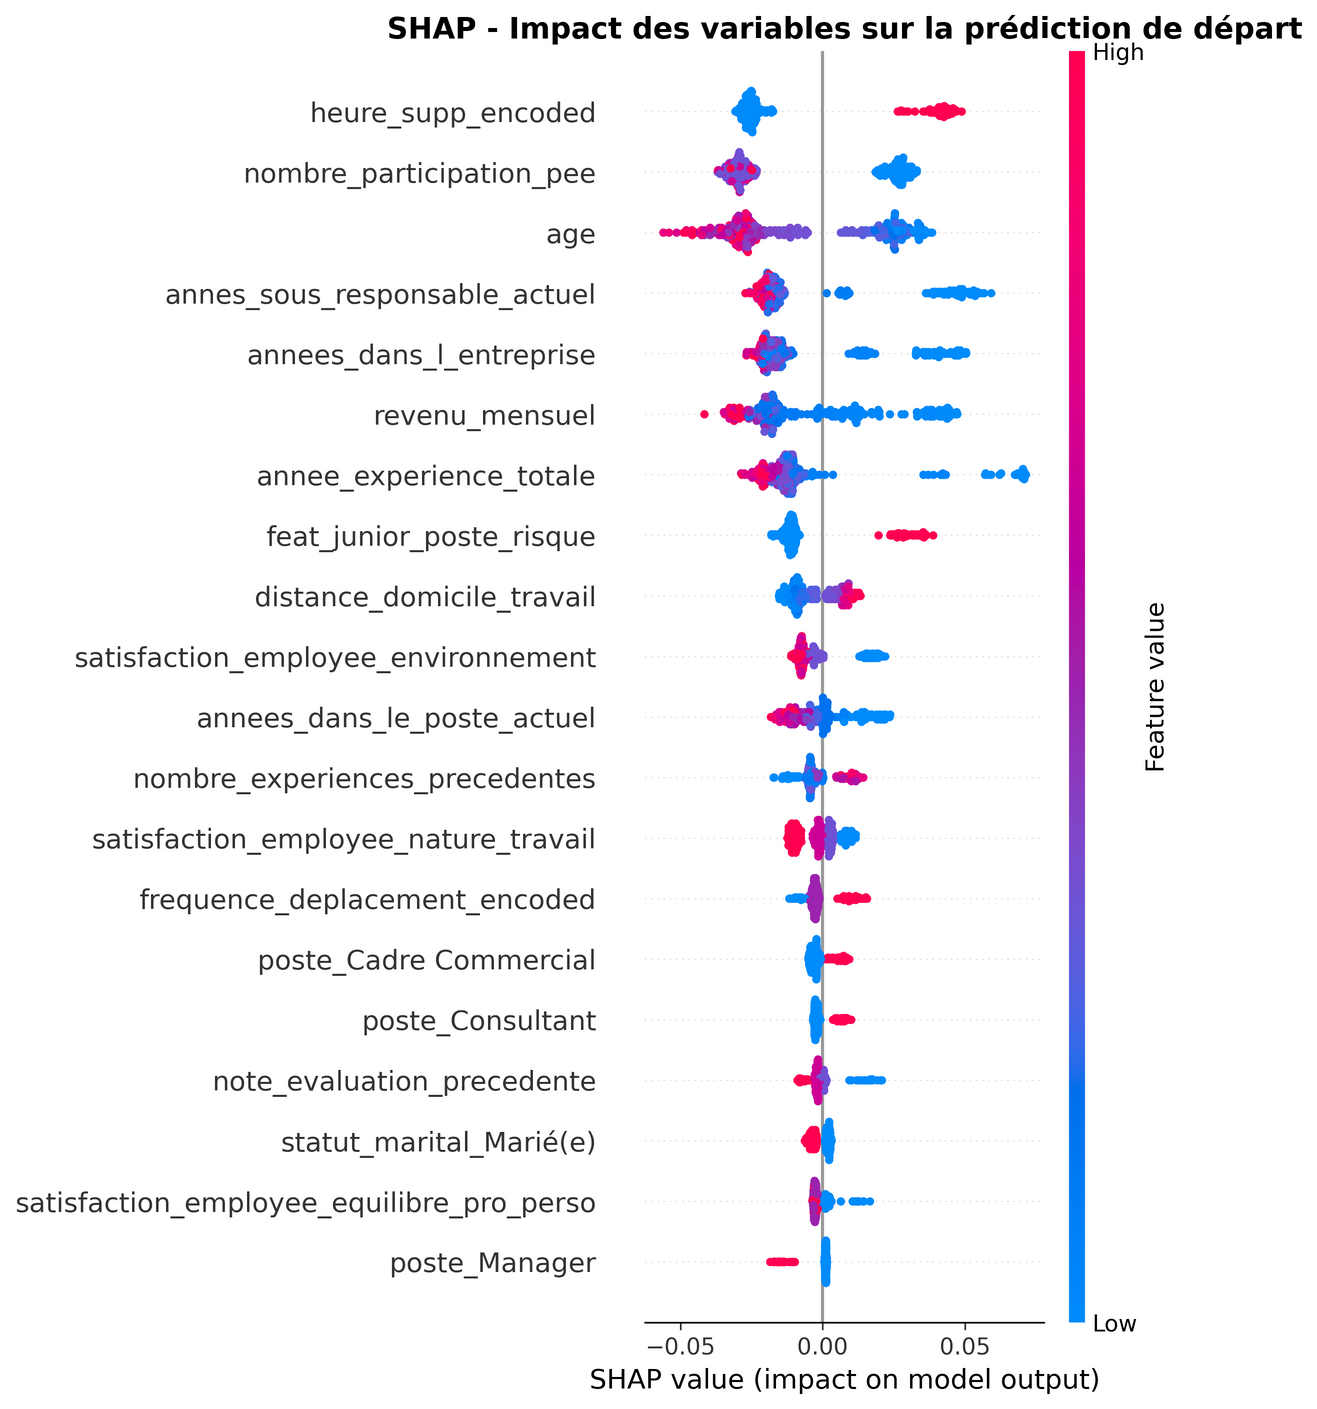 SHAP - Impact des variables sur la prédiction de départ
High
heure_supp_encoded
nombre_participation_pee
age
annes_sous_responsable_actuel
annees_dans_l_entreprise
revenu_mensuel
annee_experience_totale
feat_junior_poste_risque
distance_domicile_travail
satisfaction_employee_environnement
annees_dans_le_poste_actuel
nombre_experiences_precedentes
satisfaction_employee_nature_travail
frequence_deplacement_encoded
poste_Cadre Commercial
poste_Consultant
note_evaluation_precedente
statut_marital_Marié(e)
satisfaction_employee_equilibre_pro_perso
poste_Manager
Feature value
Low
−0.05 0.00 0.05
SHAP value (impact on model output)